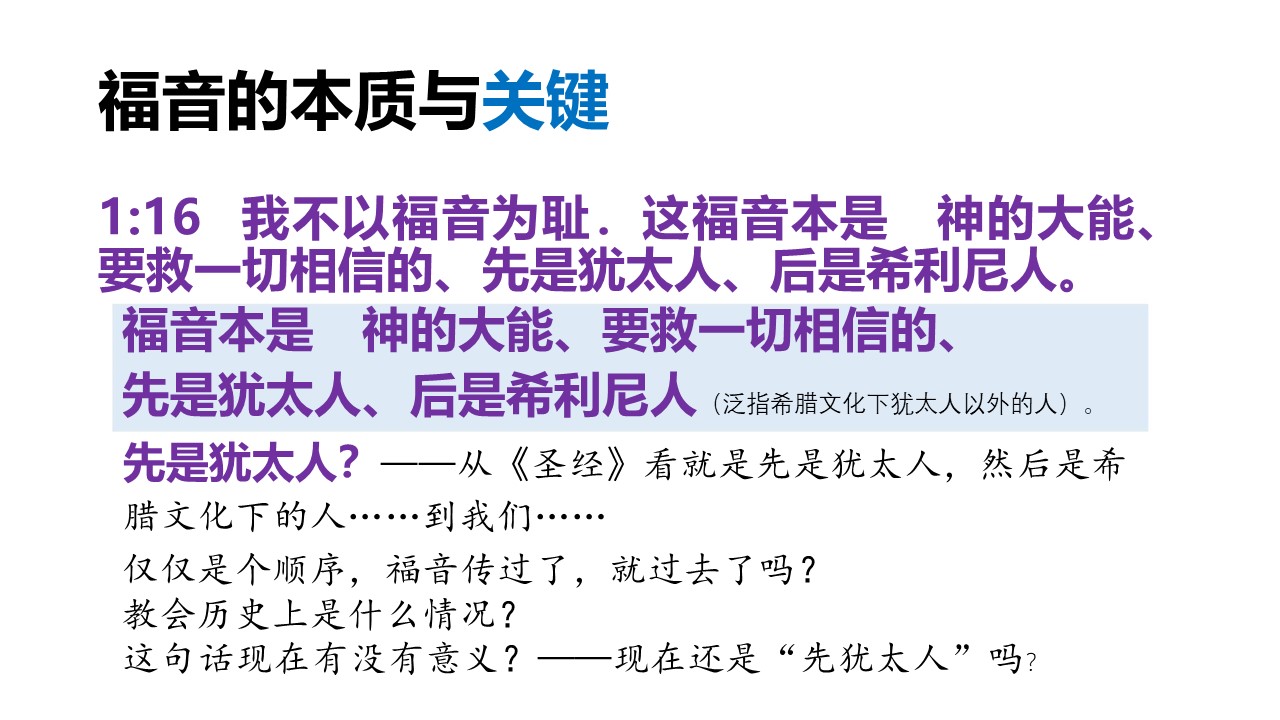 福音的本质与关键
1:16 我不以福音为耻．这福音本是　神的大能、
要救一切相信的、先是犹太人、后是希利尼人。
福音本是　神的大能、要救一切相信的、
先是犹太人、后是希利尼人（泛指希腊文化下犹太人以外的人）。
先是犹太人？——从《圣经》看就是先是犹太人，然后是希
腊文化下的人……到我们……
仅仅是个顺序，福音传过了，就过去了吗？
教会历史上是什么情况？
这句话现在有没有意义？——现在还是“先犹太人”吗？